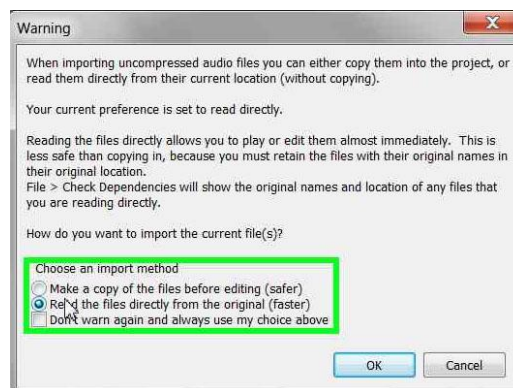 Warning
When importing uncompressed audio files you can either copy them into the project, or
read them directly from their current location (without copying).
Your current preference is set to read directly.
Reading the files directly allows you to play or edit them almost immediately.  This is
less safe than copying in, because you must retain the files with their original names in
their original location.
File > Check Dependencies will show the original names and location of any files that
you are reading directly.
How do you want to import the current file(s)?
Choose an import method
Make a copy of the files before editing (safer)
Read the files directly from the original (faster)
Don't warn again and always use my choice above
OK
Cancel